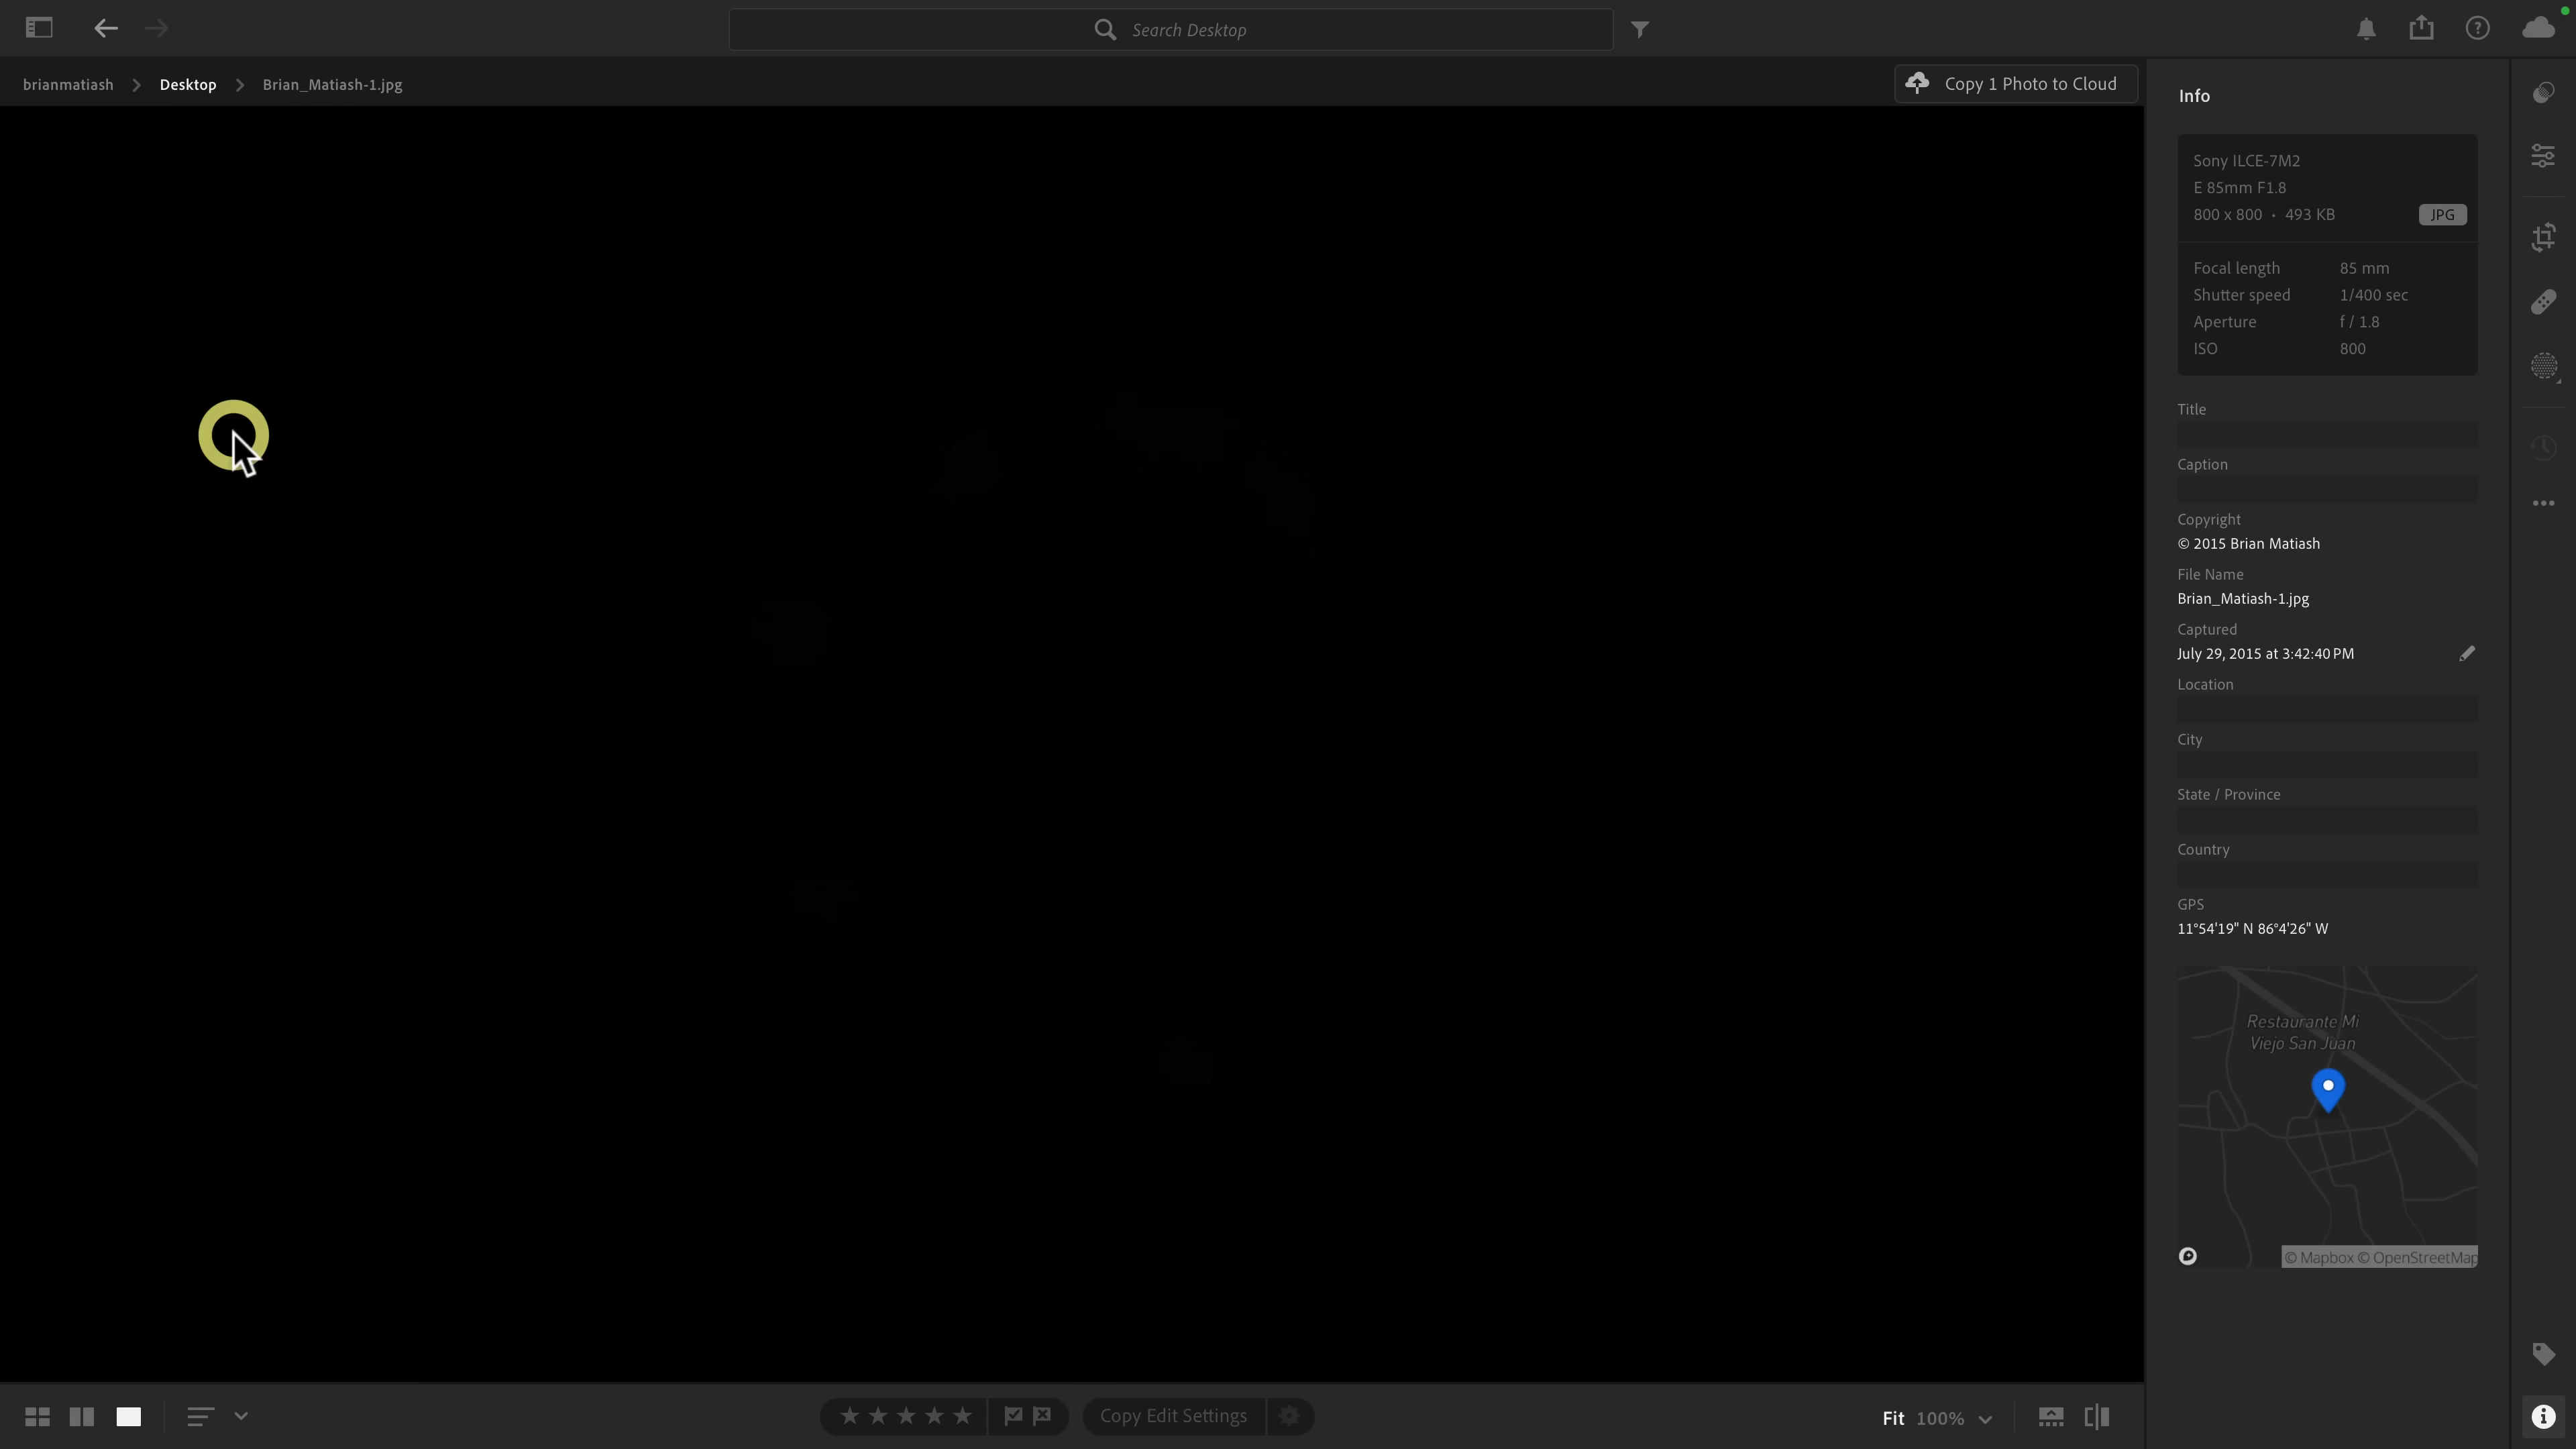 Search Desktop
brianmatiash > Desktop > Brian_Matiash-1.jpg
Copy 1 Photo to Cloud
Info
Sony ILCE-7M2
E 85mm F1.8
800 x 800 • 493 KB JPG
Focal length 85 mm
Shutter speed 1/400 sec
Aperture f / 1.8
ISO 800
Title
Caption
Copyright
© 2015 Brian Matiash
File Name
Brian_Matiash-1.jpg
Captured
July 29, 2015 at 3:42:40 PM
Location
City
State / Province
Country
GPS
11°54'19" N 86°4'26" W
Restaurante Mi
Viejo San Juan
© Mapbox © OpenStreetMap
Copy Edit Settings
Fit 100%